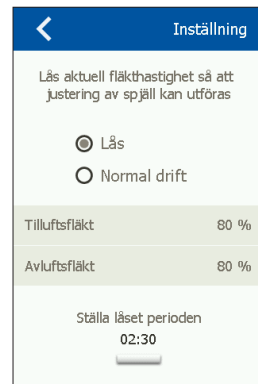 Inställning
Lås aktuell fläkthastighet så att
justering av spjäll kan utföras
Lås
Normal drift
Tilluftsfläkt 80 %
Avluftsfläkt 80 %
Ställa låset perioden
02:30